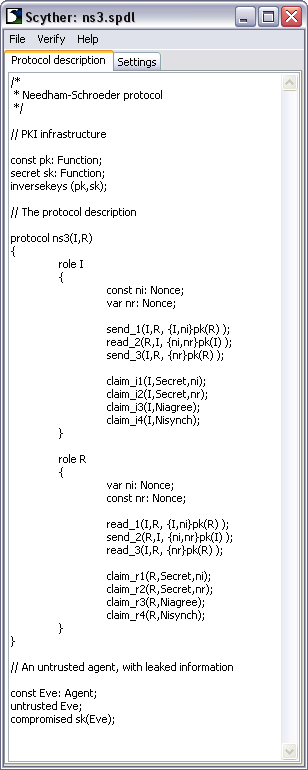 Scyther: ns3.spdl
File Verify Help
Protocol description Settings
/*
 * Needham-Schroeder protocol
 */
// PKI infrastructure
const pk: Function;
secret sk: Function;
inversekeys (pk,sk);
// The protocol description
protocol ns3(I,R)
{
role I
{
const ni: Nonce;
var nr: Nonce;
send_1(I,R, {I,ni}pk(R) );
read_2(R,I, {ni,nr}pk(I) );
send_3(I,R, {nr}pk(R) );
claim_i1(I,Secret,ni);
claim_i2(I,Secret,nr);
claim_i3(I,Niagree);
claim_i4(I,Nisynch);
}
role R
{
var ni: Nonce;
const nr: Nonce;
read_1(I,R, {I,ni}pk(R) );
send_2(R,I, {ni,nr}pk(I) );
read_3(I,R, {nr}pk(R) );
claim_r1(R,Secret,ni);
claim_r2(R,Secret,nr);
claim_r3(R,Niagree);
claim_r4(R,Nisynch);
}
}
// An untrusted agent, with leaked information
const Eve: Agent;
untrusted Eve;
compromised sk(Eve);